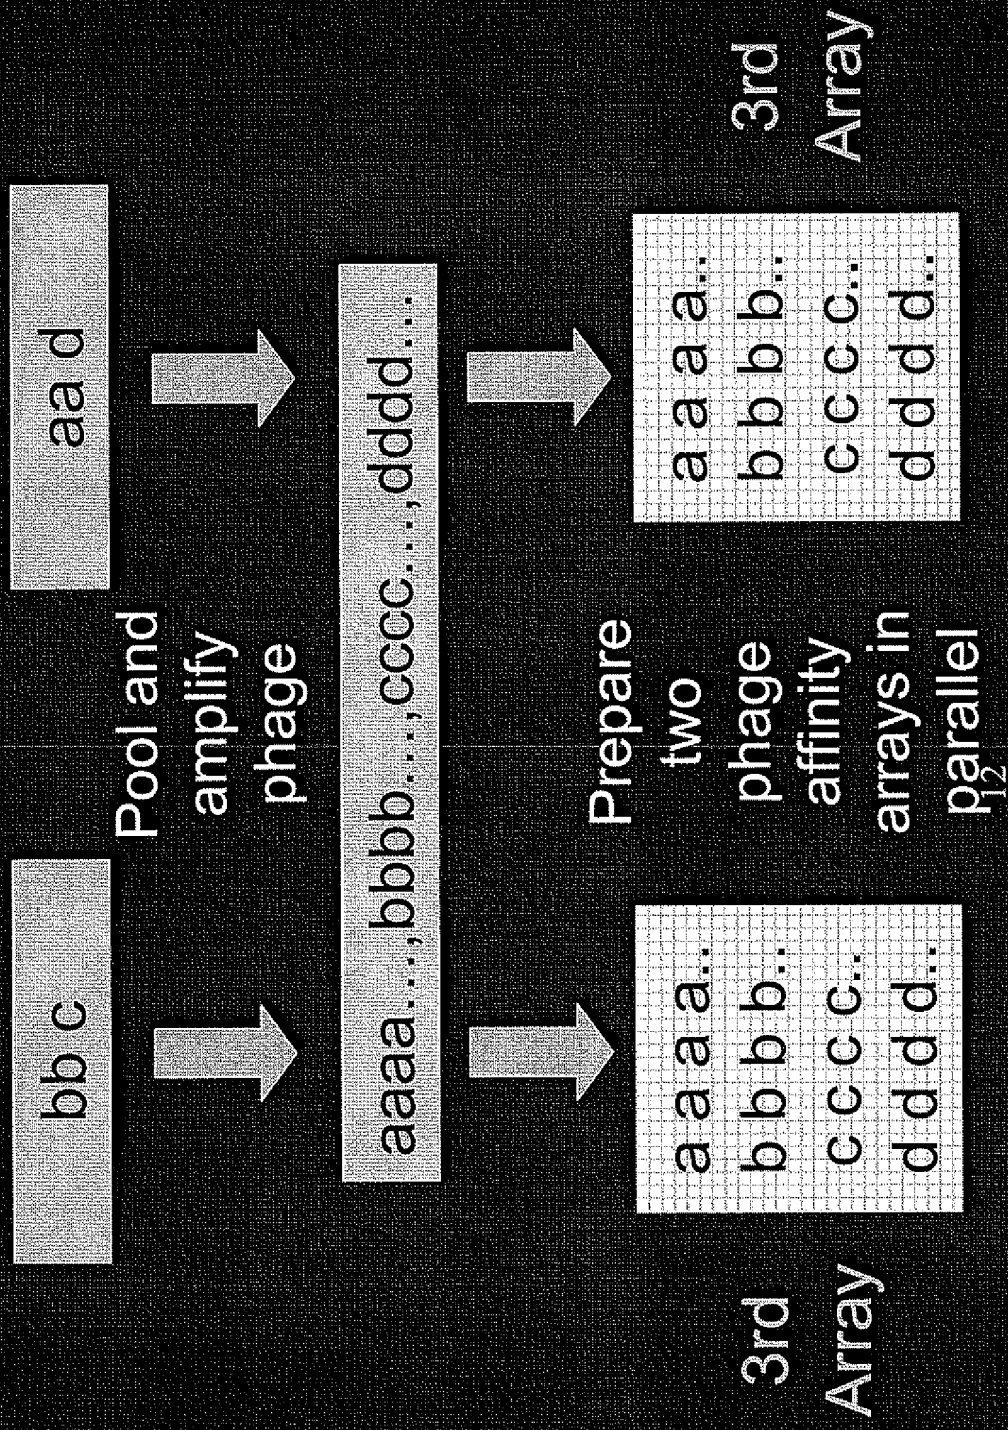 bb c
aa d
Pool and
amplify
phage
aaaa....,bbbb....,cccc....,dddd....
3rd
Array
a a a a...
b b b b...
c c c c...
d d d d...
Prepare
two
phage
affinity
arrays in
parallel
a a a a...
b b b b...
c c c c...
d d d d...
3rd
Array
12